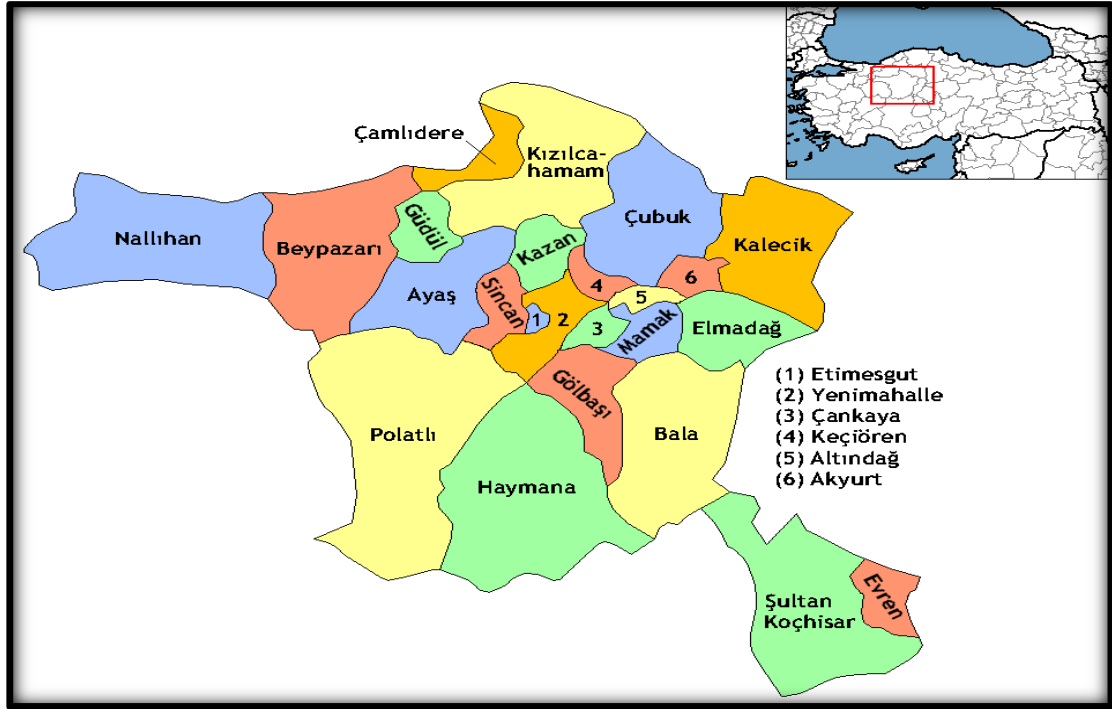 Çamlıdere
Kızılca-
hamam
Çubuk
Kalecik
Nallıhan
Beypazarı
Güdül
Kazan
Ayaş
Sincan
1
2
3
4
5
6
Mamak
Elmadağ
Gölbaşı
Polatlı
Bala
Haymana
(1) Etimesgut
(2) Yenimahalle
(3) Çankaya
(4) Keçiören
(5) Altındağ
(6) Akyurt
Şultan
Koçhisar
Evren